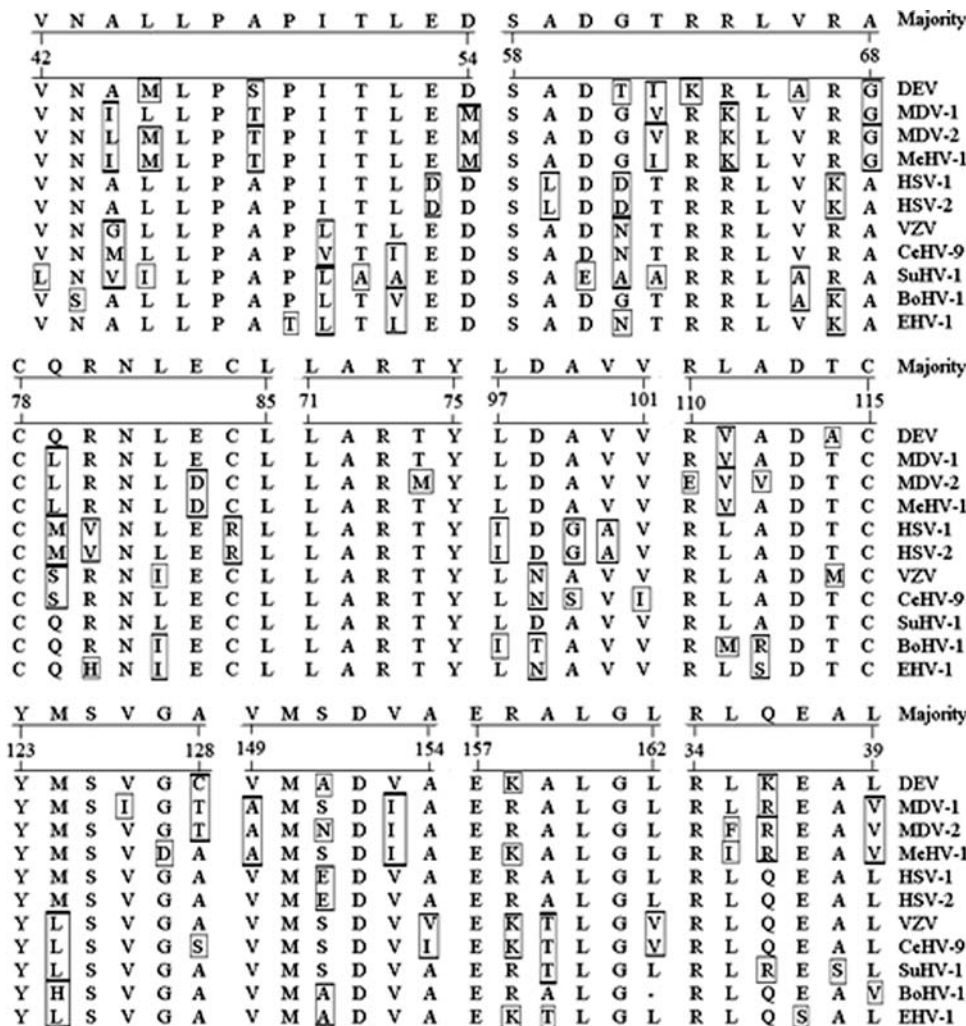 V N A L L P A P I T L E D S A D G T R R L V R A Majority
42 54 58 68
V N A M L P S P I T L E D S A D T I K R L A R G DEV
V N I L L P T P I T L E M S A D G V R K L V R G MDV-1
V N L M L P T P I T L E M S A D G V R K L V R G MDV-2
V N I M L P T P I T L E M S A D G I R K L V R G MeHV-1
V N A L L P A P I T L D D S L D D T R R L V K A HSV-1
V N A L L P A P I T L D D S L D D T R R L V K A HSV-2
V N G L L P A P L T L E D S A D N T R R L V R A VZV
V N M L L P A P V T I E D S A D N T R R L V R A CeHV-9
L N V I L P A P L A A E D S A E A A R R L A R A SuHV-1
V S A L L P A P L T V E D S A D G T R R L A K A BoHV-1
V N A L L P A T L T L E D S A D N T R R L V K A EHV-1
C Q R N L E C L L A R T Y L D A V V R L A D T C Majority
78 85 71 75 97 101 110 115
C Q R N L E C L L A R T Y L D A V V R V A D A C DEV
C L R N L E C L L A R T Y L D A V V R V A D T C MDV-1
C L R N L D C L L A R M Y L D A V V E V V D T C MDV-2
C L R N L D C L L A R T Y L D A V V R V A D T C MeHV-1
C M V N L E R L L A R T Y I D G A V R L A D T C HSV-1
C M V N L E R L L A R T Y I D G A V R L A D T C HSV-2
C S R N I E C L L A R T Y L N A V V R L A D M C VZV
C S R N L E C L L A R T Y L N S V I R L A D T C CeHV-9
C Q R N L E C L L A R T Y L D A V V R L A D T C SuHV-1
C Q R N I E C L L A R T Y I T A V V R M R D T C BoHV-1
C Q H N I E C L L A R T Y L N A V V R L S D T C EHV-1
Y M S V G A V M S D V A E R A L G L R L Q E A L Majority
123 128 149 154 157 162 34 39
Y M S V G C V M A D V A E K A L G L R L K E A L DEV
Y M S I G T A M S D I A E R A L G L R L R E A V MDV-1
Y M S V G T A M N D I A E R A L G L R F R E A V MDV-2
Y M S V D A A M S D I A E K A L G L R I R E A V MeHV-1
Y M S V G A V M E D V A E R A L G L R L Q E A L HSV-1
Y M S V G A V M E D V A E R A L G L R L Q E A L HSV-2
Y L S V G A V M S D V V E K T L G V R L Q E A L VZV
Y L S V G S V M S D V I E K T L G V R L Q E A L CeHV-9
Y L S V G A V M S D V A E R T L G L R L R E S L SuHV-1
Y H S V G A V M A D V A E R A L G - R L Q E A V BoHV-1
Y L S V G A V M A D V A E K T L G L R L Q S A L EHV-1